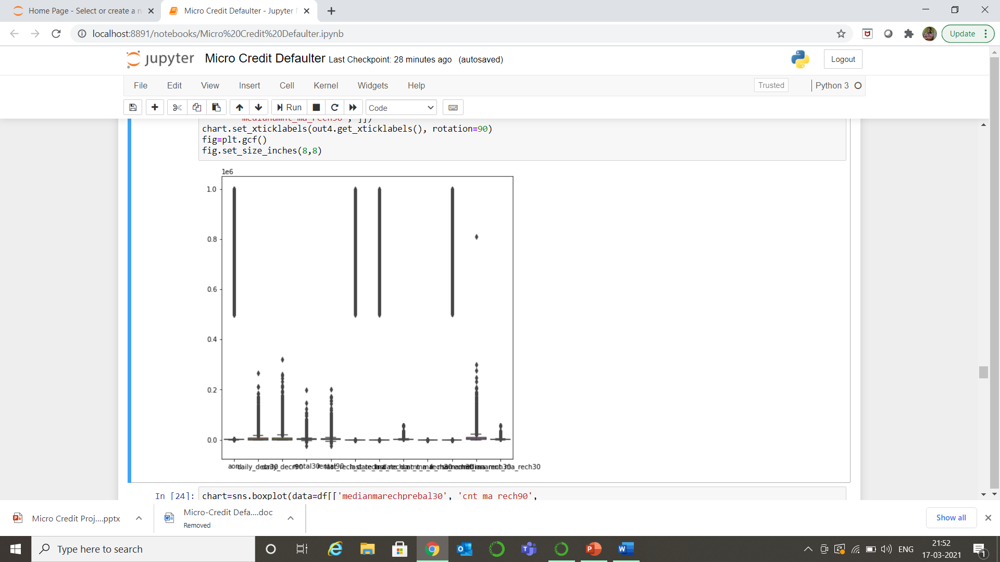 Home Page - Select or create a n
Micro Credit Defaulter - Jupyter
localhost:8891/notebooks/Micro%20Credit%20Defaulter.ipynb
Update
jupyter Micro Credit Defaulter Last Checkpoint: 28 minutes ago (autosaved)
Logout
File Edit View Insert Cell Kernel Widgets Help
Trusted
Python 3
Run
Code
chart.set_xticklabels(out4.get_xticklabels(), rotation=90)
fig=plt.gcf()
fig.set_size_inches(8,8)
1e6
1.0
0.8
0.6
0.4
0.2
0.0
aon
In [24]: chart=sns.boxplot(data=df[['medianmarechprebal30', 'cnt_ma_rech90',
Micro Credit Proj....pptx
Micro-Credit Defa....doc
Removed
Show all
Type here to search
ENG
21:52
17-03-2021
1